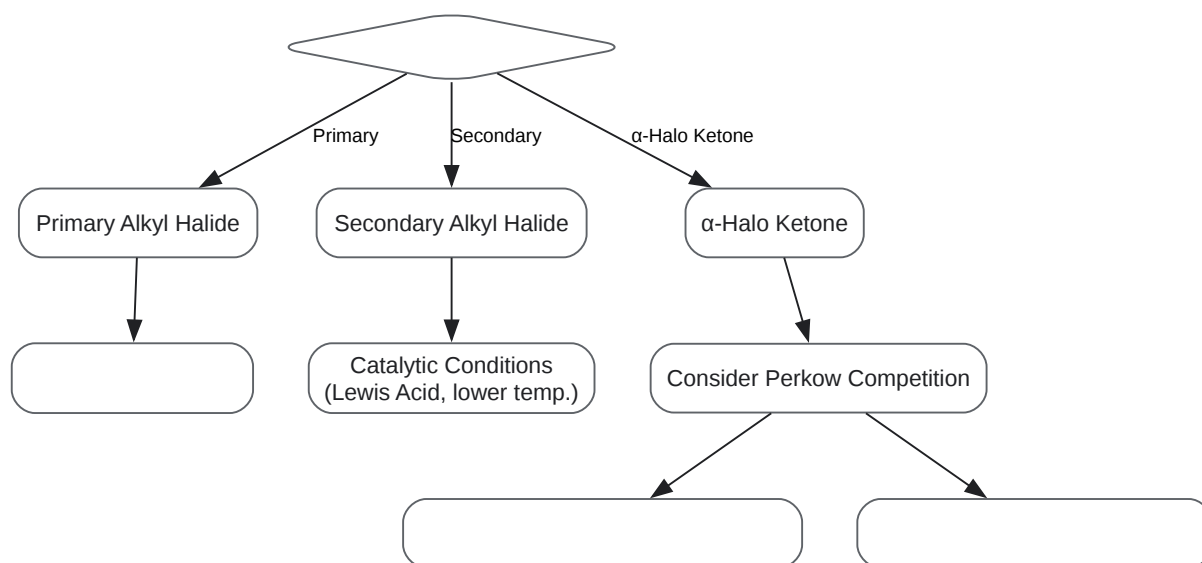 Primary
Secondary
α-Halo Ketone
Primary Alkyl Halide
Secondary Alkyl Halide
α-Halo Ketone
Catalytic Conditions
(Lewis Acid, lower temp.)
Consider Perkow Competition